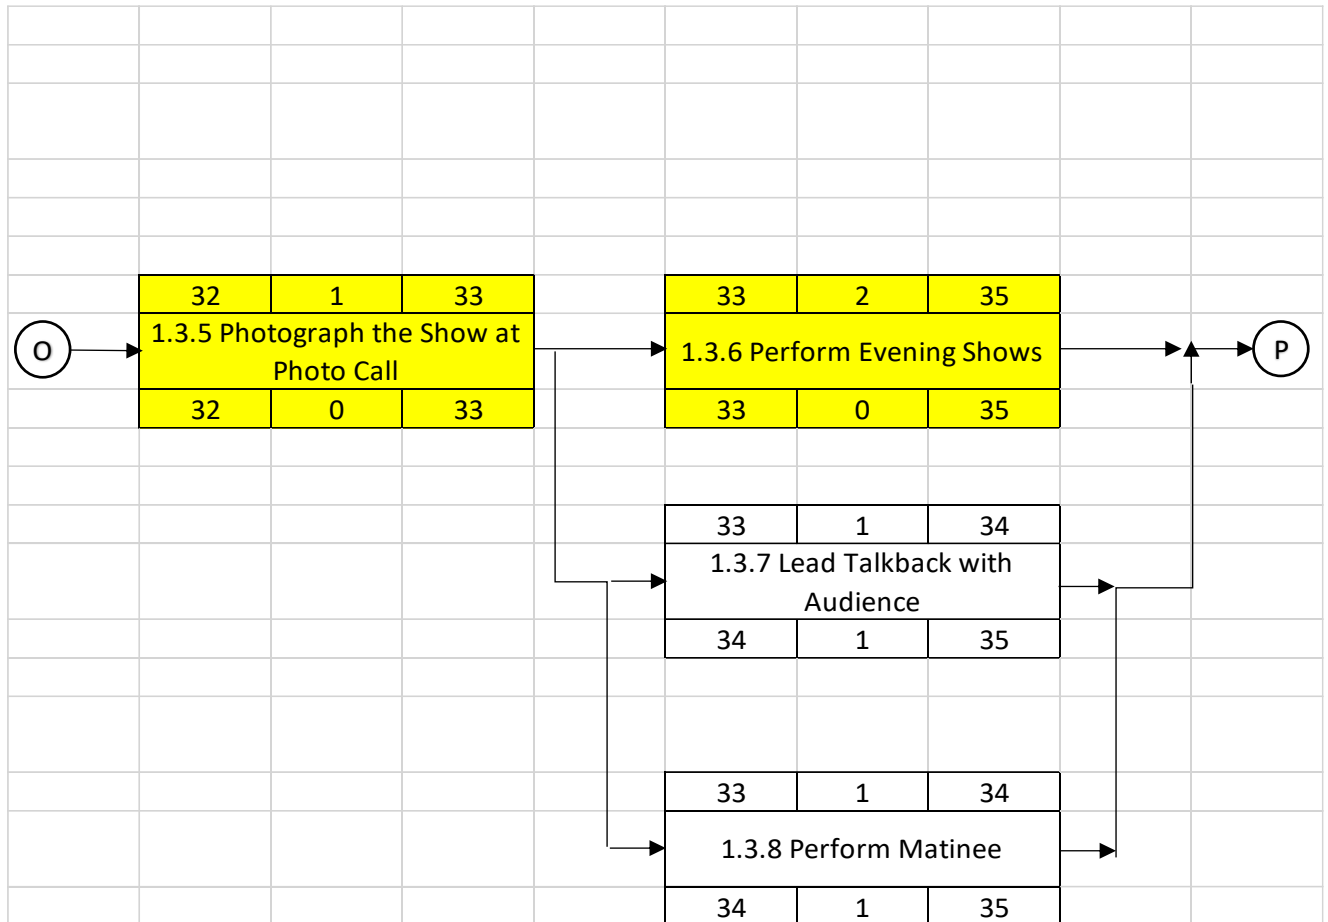 32 1 33
33 2 35
O
1.3.5 Photograph the Show at
Photo Call
1.3.6 Perform Evening Shows
P
32 0 33
33 0 35
33 1 34
1.3.7 Lead Talkback with
Audience
34 1 35
33 1 34
1.3.8 Perform Matinee
34 1 35